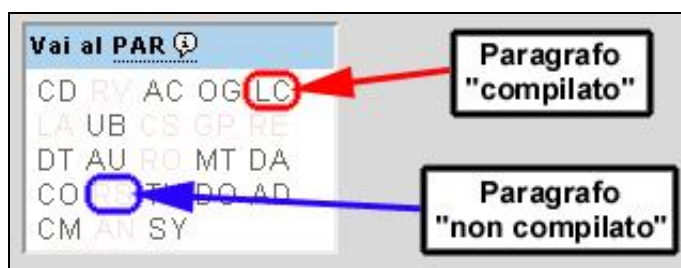 Vai al PAR
CD RV AC OG LC
LA UB CS GP RE
DT AU RO MT DA
CO RS TU DO AD
CM AN SY
Paragrafo
"compilato"
Paragrafo
"non compilato"